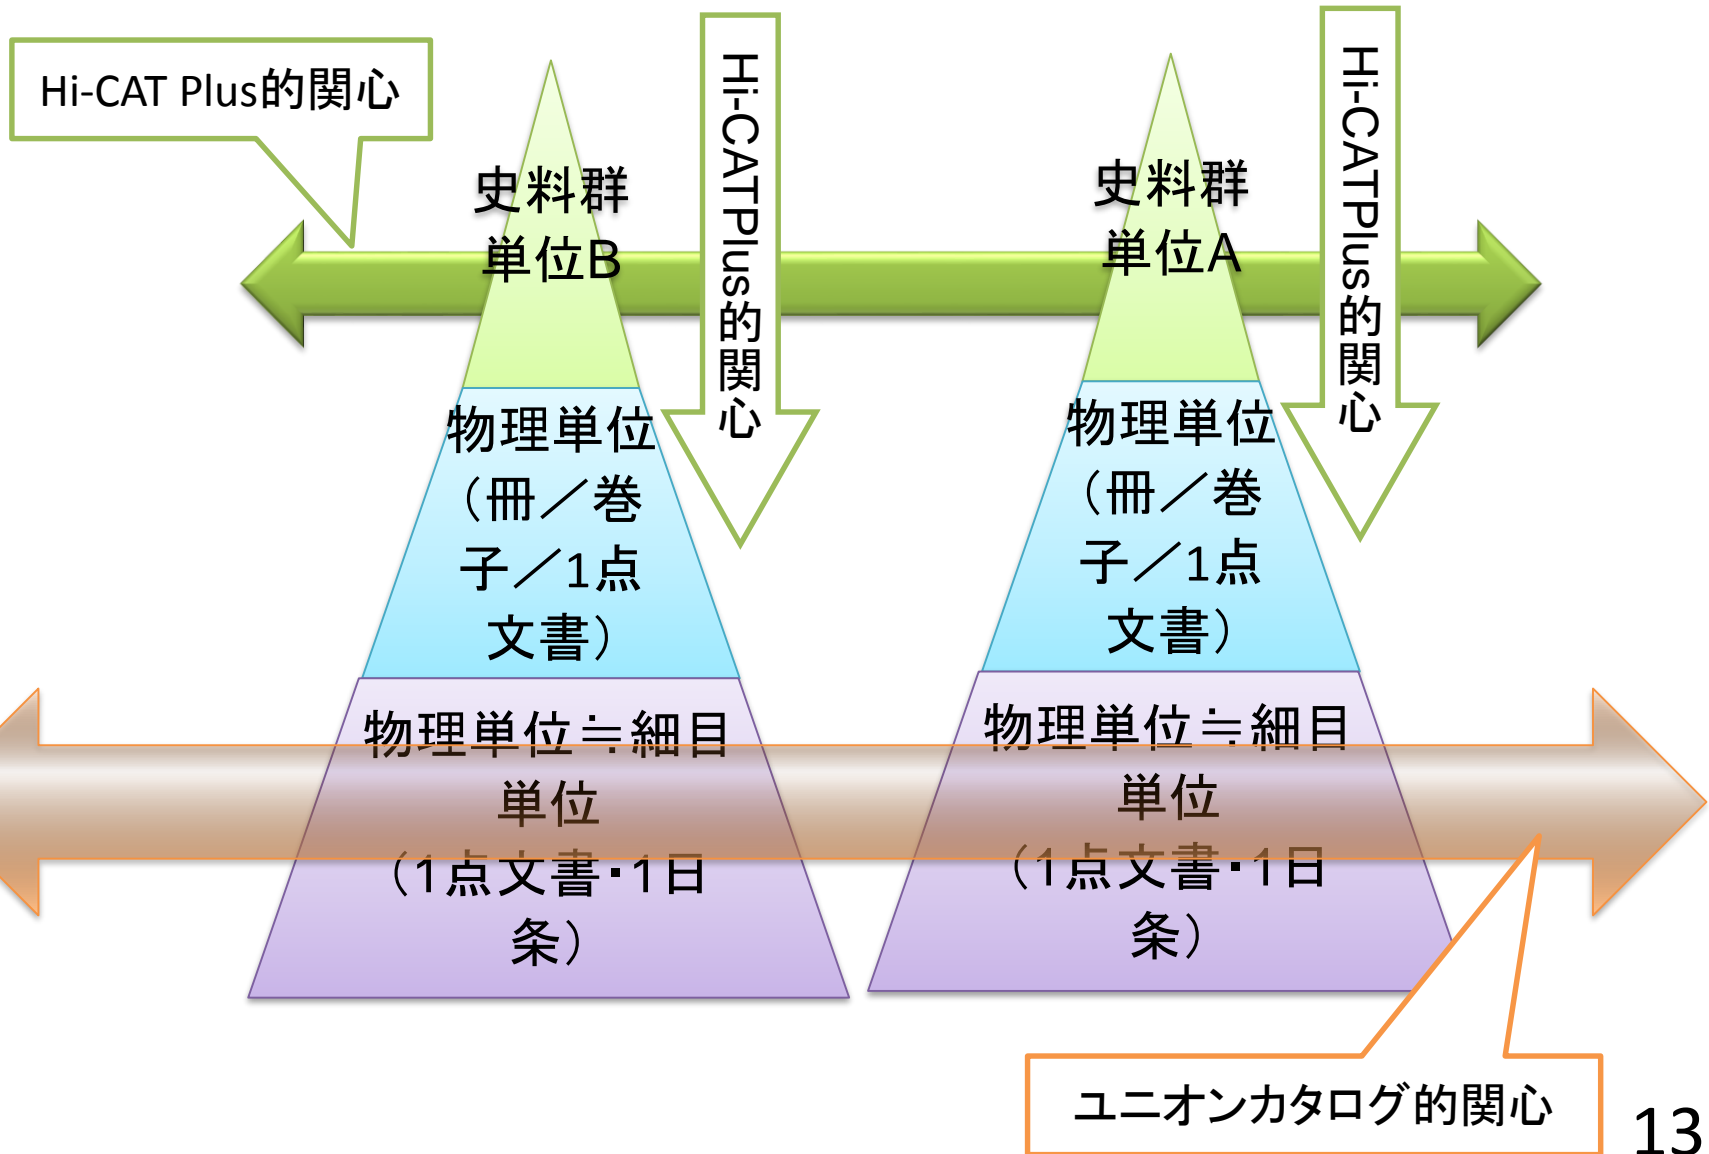 Hi-CAT Plus的関心
史料群
単位B
物理単位
（冊／巻
子／1点
文書）
物理単位≒細目
単位
（1点文書・1日
条）
Hi-CATPlus的関心
史料群
単位A
物理単位
（冊／巻
子／1点
文書）
物理単位≒細目
単位
（1点文書・1日
条）
Hi-CATPlus的関心
ユニオンカタログ的関心
13